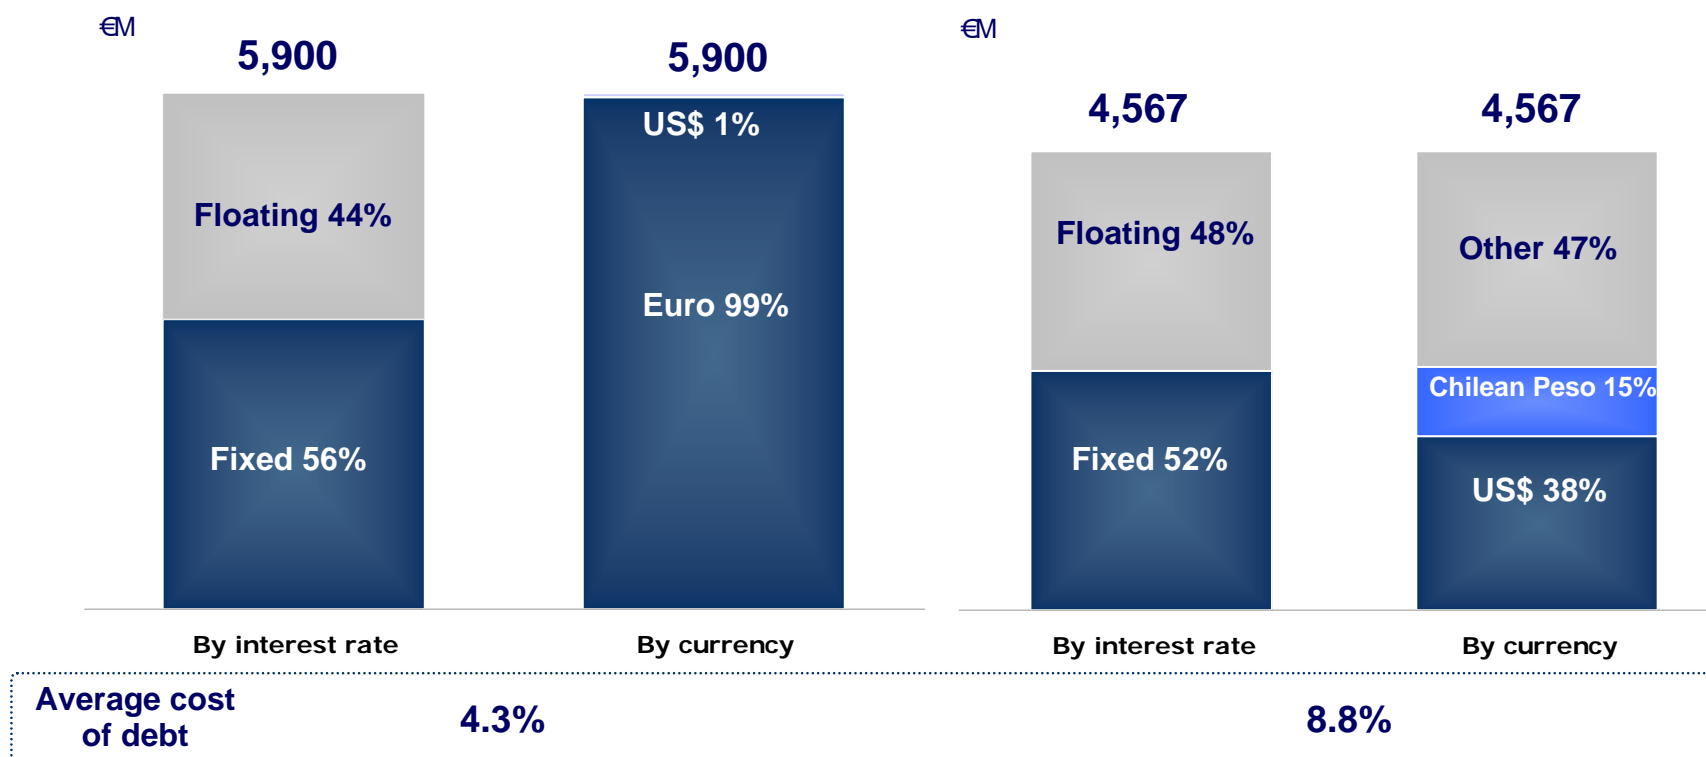 €M
5,900
5,900
US$ 1%
Floating 44%
Euro 99%
Fixed 56%
By interest rate
By currency
€M
4,567
4,567
Floating 48%
Other 47%
Chilean Peso 15%
Fixed 52%
US$ 38%
By interest rate
By currency
Average cost
of debt
4.3%
8.8%